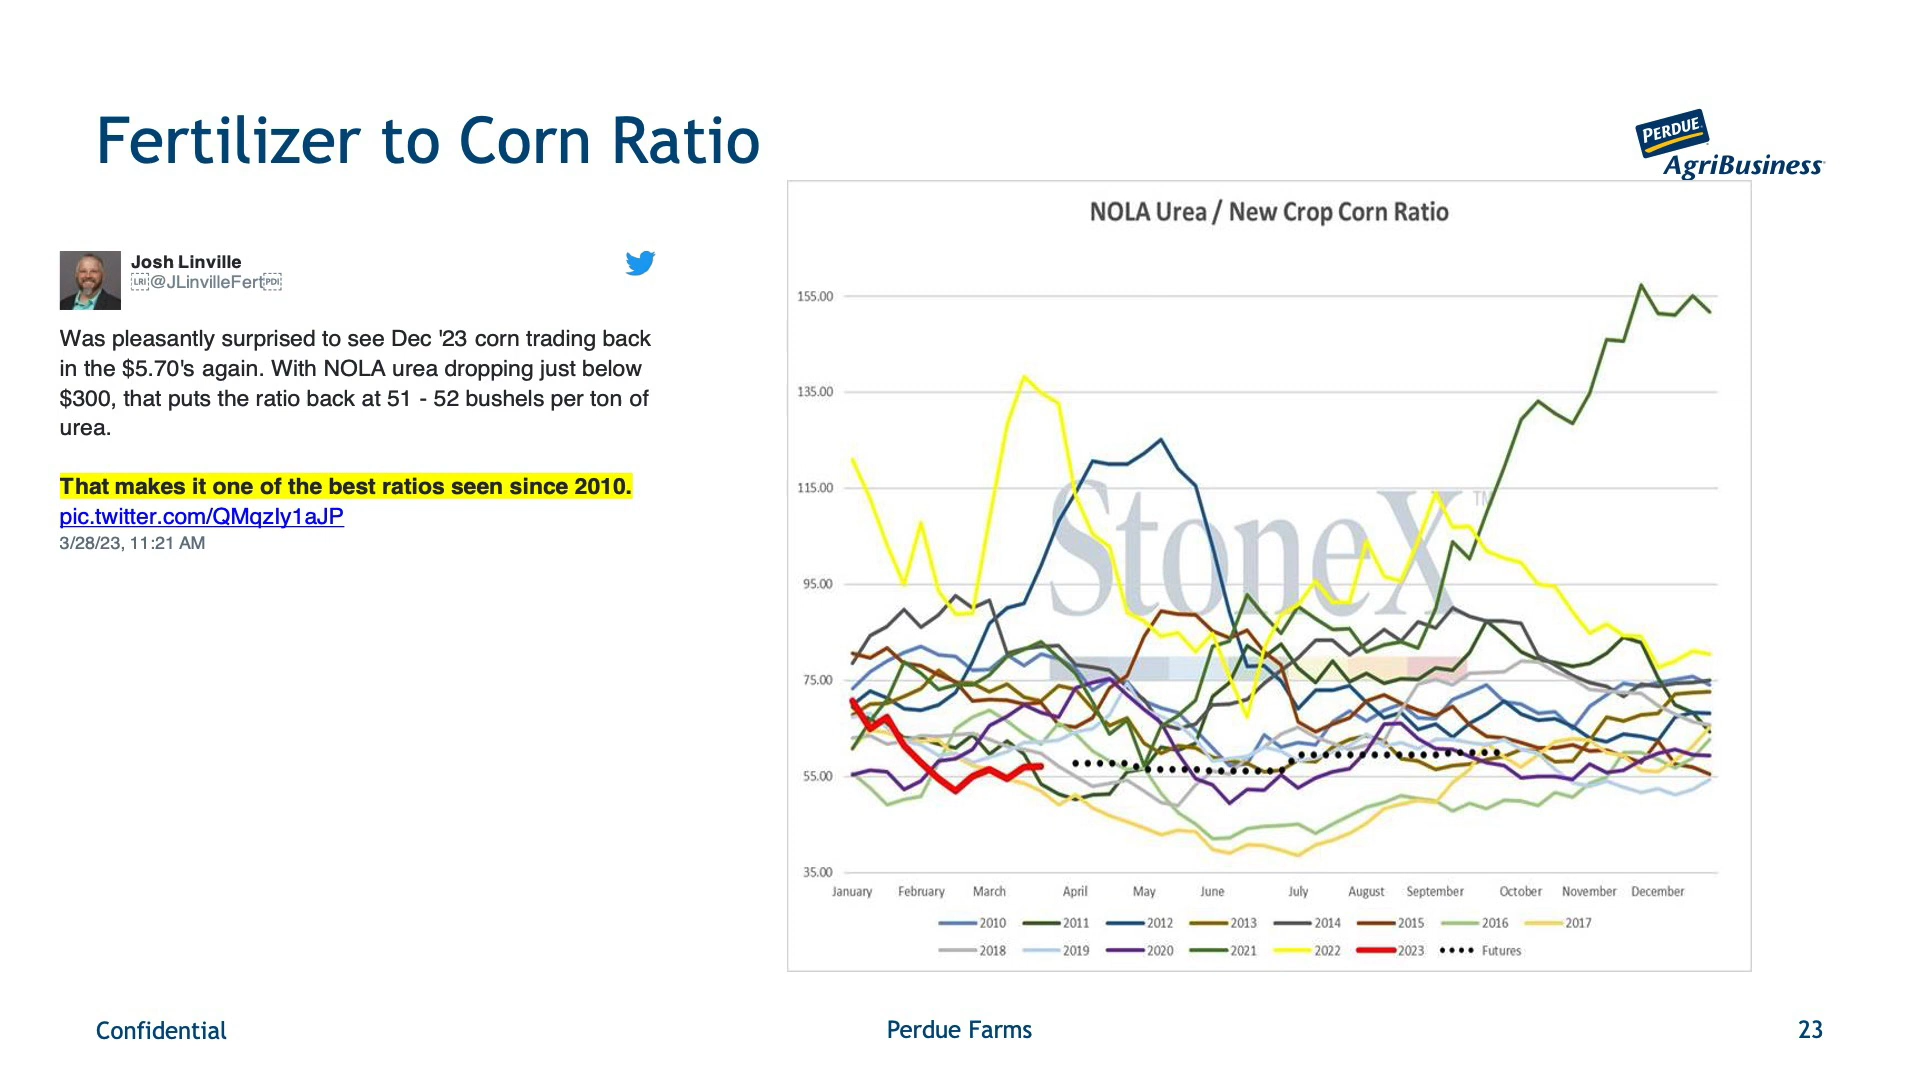 Fertilizer to Corn Ratio
PERDUE
AgriBusiness
Josh Linville
LRI@JLinvilleFertPDI
Was pleasantly surprised to see Dec '23 corn trading back
in the $5.70's again. With NOLA urea dropping just below
$300, that puts the ratio back at 51 - 52 bushels per ton of
urea.
That makes it one of the best ratios seen since 2010.
pic.twitter.com/QMqzIy1aJP
3/28/23, 11:21 AM
NOLA Urea / New Crop Corn Ratio
155.00
135.00
115.00
95.00
75.00
55.00
35.00
StoneX TM
January February March April May June July August September October November December
2010 2011 2012 2013 2014 2015 2016 2017
2018 2019 2020 2021 2022 2023 Futures
Confidential
Perdue Farms
23